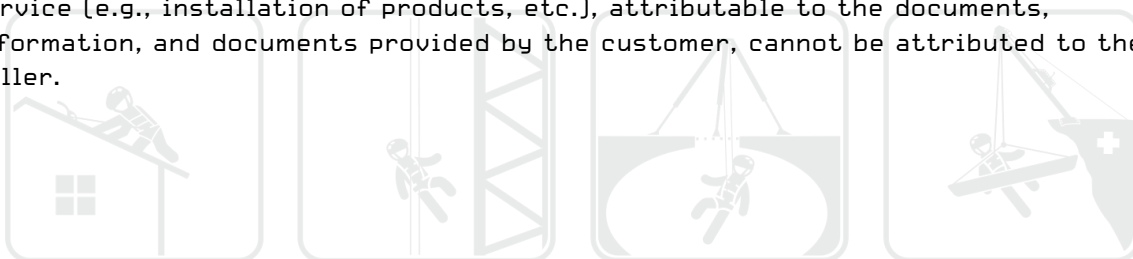 rvice (e.g., installation of products, etc.), attributable to the documents,
formation, and documents provided by the customer, cannot be attributed to the
ller.